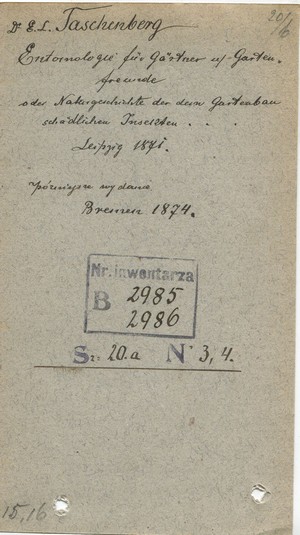 20/6
Dr E.L. Taschenberg
Entomologie für Gärtner u/ Garten-
freunde
oder Naturgeschichte der dem Gartenbau
schädlichen Insekten . . .
Leipzig 1871.
późniejsze wydanie
Bremen 1874.
Nr. inwentarza
B 2985
2986
S 20.a N 3, 4.
15, 16